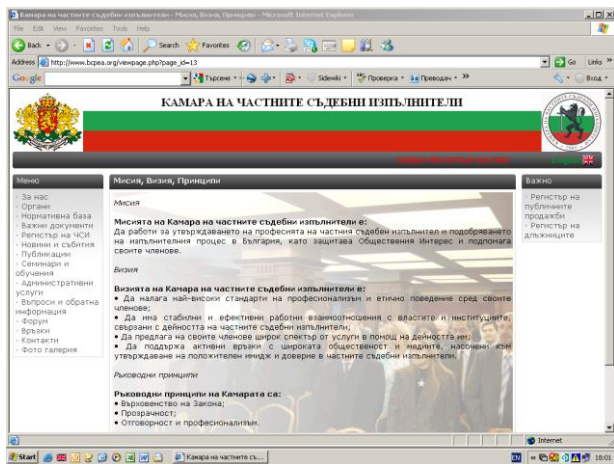 Камара на частните съдебни изпълнители - Мисия, Визия, Принципи - Microsoft Internet Explorer
File Edit View Favorites Tools Help
Back Search Favorites
Address http://www.bcpea.org/viewpage.php?page_id=13 Go Links
Google Търсене Sidewiki Проверка Преводач Вход
КАМАРА НА ЧАСТНИТЕ СЪДЕБНИ ИЗПЪЛНИТЕЛИ
English
Меню
· За нас
· Органи
· Нормативна база
· Важни документи
· Регистър на ЧСИ
· Новини и събития
· Публикации
· Семинари и
обучения
· Административни
услуги
· Въпроси и обратна
информация
· Форум
· Връзки
· Контакти
· Фото галерия
Мисия, Визия, Принципи
Мисия
Мисията на Камара на частните съдебни изпълнители е:
Да работи за утвърждаването на професията на частния съдебен изпълнител и подобряването
на изпълнителния процес в България, като защитава Обществения Интерес и подпомага
своите членове.
Визия
Визията на Камара на частните съдебни изпълнители е:
• Да налага най-високи стандарти на професионализъм и етично поведение сред своите
членове;
• Да има стабилни и ефективни работни взаимоотношения с властите и институциите,
свързани с дейността на частните съдебни изпълнители;
• Да предлага на своите членове широк спектър от услуги в помощ на дейността им;
• Да поддържа активни връзки с широката общественост и медиите, насочени към
утвърждаване на положителен имидж и доверие в частните съдебни изпълнители.
Ръководни принципи
Ръководни принципи на Камарата са:
• Върховенство на Закона;
• Прозрачност;
• Отговорност и професионализъм.
Важно
· Регистър на
публичните
продажби
· Регистър на
длъжниците
Internet
Start Камара на частните съ... EN 18:01